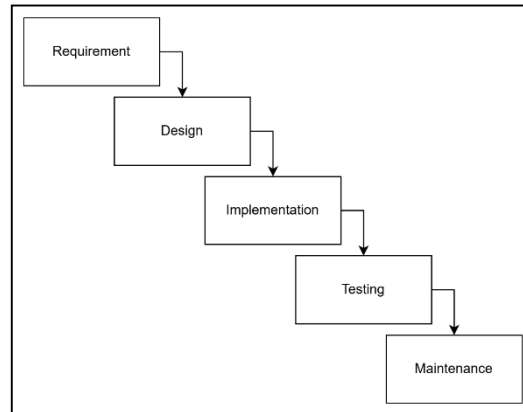 Requirement
Design
Implementation
Testing
Maintenance